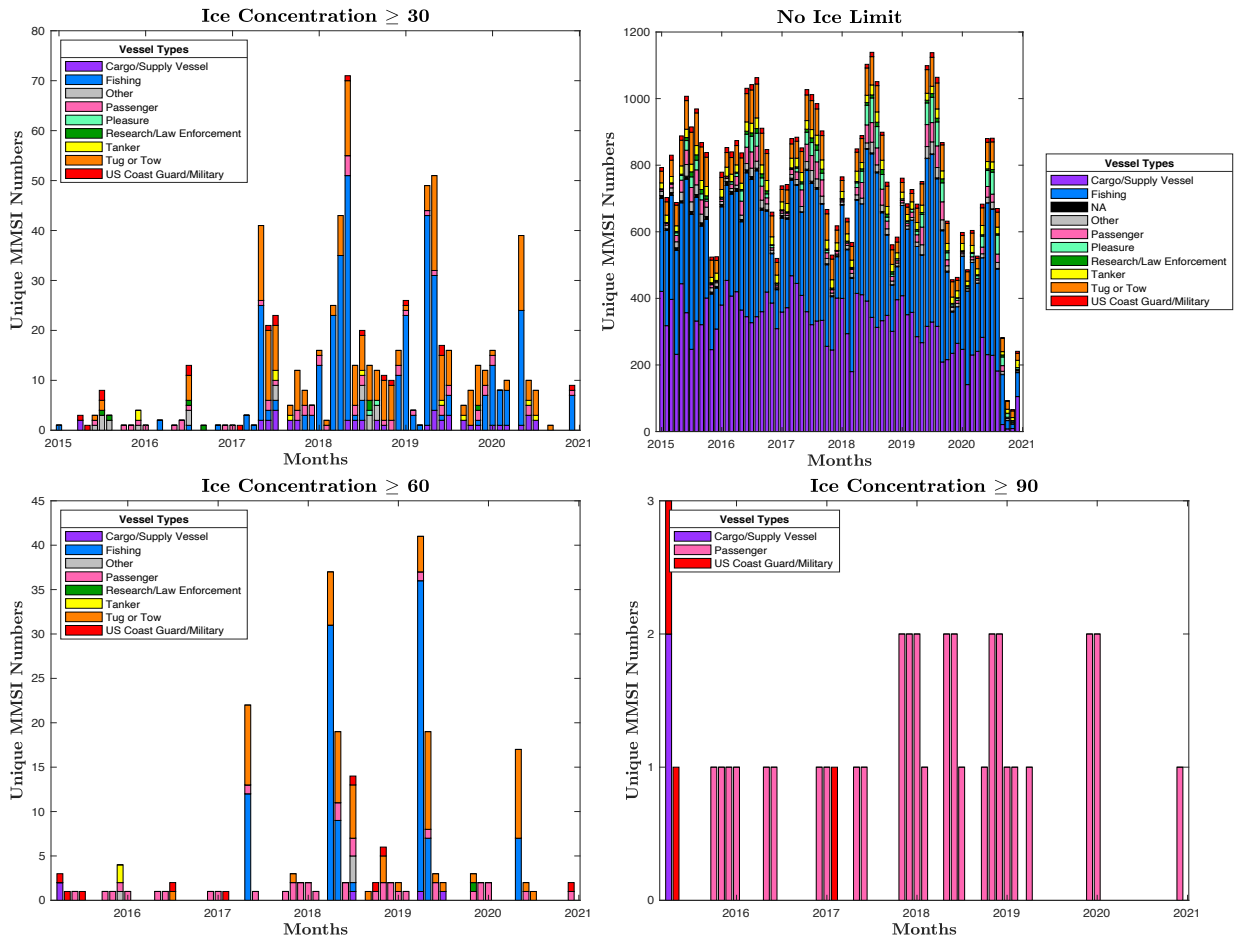 Ice Concentration ≥ 30
80
70
60
50
40
30
20
10
0
Unique MMSI Numbers
Vessel Types
Cargo/Supply Vessel
Fishing
Other
Passenger
Pleasure
Research/Law Enforcement
Tanker
Tug or Tow
US Coast Guard/Military
2015 2016 2017 2018 2019 2020 2021
Months
No Ice Limit
1200
1000
800
600
400
200
0
Unique MMSI Numbers
2015 2016 2017 2018 2019 2020 2021
Months
Vessel Types
Cargo/Supply Vessel
Fishing
NA
Other
Passenger
Pleasure
Research/Law Enforcement
Tanker
Tug or Tow
US Coast Guard/Military
Ice Concentration ≥ 60
45
40
35
30
25
20
15
10
5
0
Unique MMSI Numbers
Vessel Types
Cargo/Supply Vessel
Fishing
Other
Passenger
Research/Law Enforcement
Tanker
Tug or Tow
US Coast Guard/Military
2016 2017 2018 2019 2020 2021
Months
Ice Concentration ≥ 90
3
2
1
0
Unique MMSI Numbers
Vessel Types
Cargo/Supply Vessel
Passenger
US Coast Guard/Military
2016 2017 2018 2019 2020 2021
Months